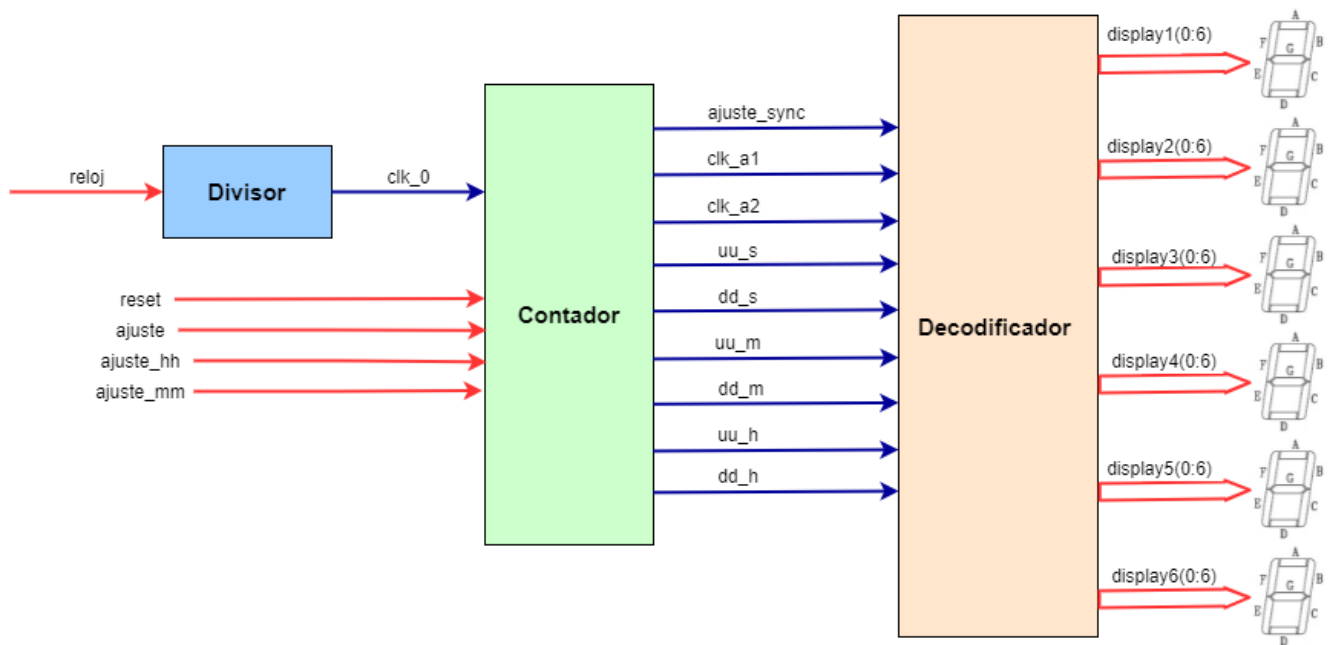 reloj
Divisor
clk_0
reset
ajuste
ajuste_hh
ajuste_mm
Contador
ajuste_sync
clk_a1
clk_a2
uu_s
dd_s
uu_m
dd_m
uu_h
dd_h
Decodificador
display1(0:6)
A
F
B
G
E
C
D
display2(0:6)
A
F
B
G
E
C
D
display3(0:6)
A
F
B
G
E
C
D
display4(0:6)
A
F
B
G
E
C
D
display5(0:6)
A
F
B
G
E
C
D
display6(0:6)
A
F
B
G
E
C
D